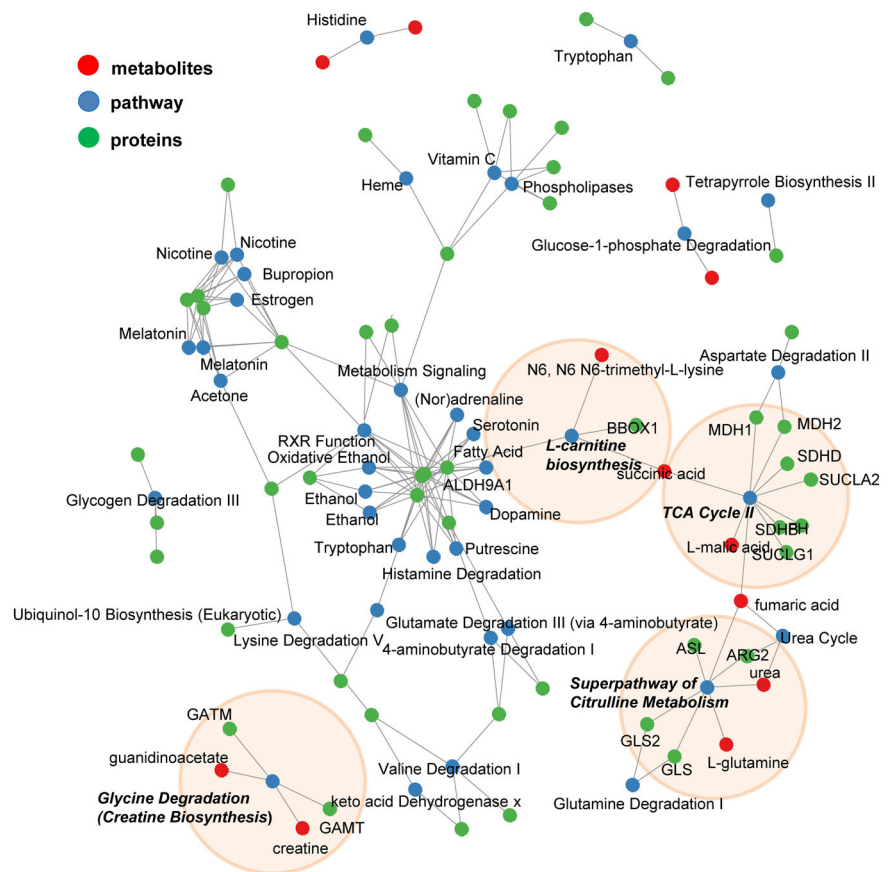 Histidine
Tryptophan
metabolites
pathway
proteins
Vitamin C
Heme
Phospholipases
Tetrapyrrole Biosynthesis II
Glucose-1-phosphate Degradation
Nicotine
Nicotine
Bupropion
Estrogen
Melatonin
Melatonin
Acetone
Metabolism Signaling
N6, N6 N6-trimethyl-L-lysine
Aspartate Degradation II
(Nor)adrenaline
Serotonin
BBOX1
MDH1
MDH2
RXR Function
Oxidative Ethanol
Fatty Acid
L-carnitine
biosynthesis
SDHD
ALDH9A1
succinic acid
SUCLA2
Glycogen Degradation III
Ethanol
Ethanol
Dopamine
TCA Cycle II
SDHBH
Tryptophan
Putrescine
L-malic acid
SUCLG1
Histamine Degradation
Ubiquinol-10 Biosynthesis (Eukaryotic)
Lysine Degradation V
Glutamate Degradation III (via 4-aminobutyrate)
4-aminobutyrate Degradation I
fumaric acid
Urea Cycle
ASL
ARG2
urea
Superpathway of
Citrulline Metabolism
GATM
guanidinoacetate
GLS2
GLS
L-glutamine
Valine Degradation I
Glycine Degradation
(Creatine Biosynthesis)
keto acid Dehydrogenase x
Glutamine Degradation I
GAMT
creatine